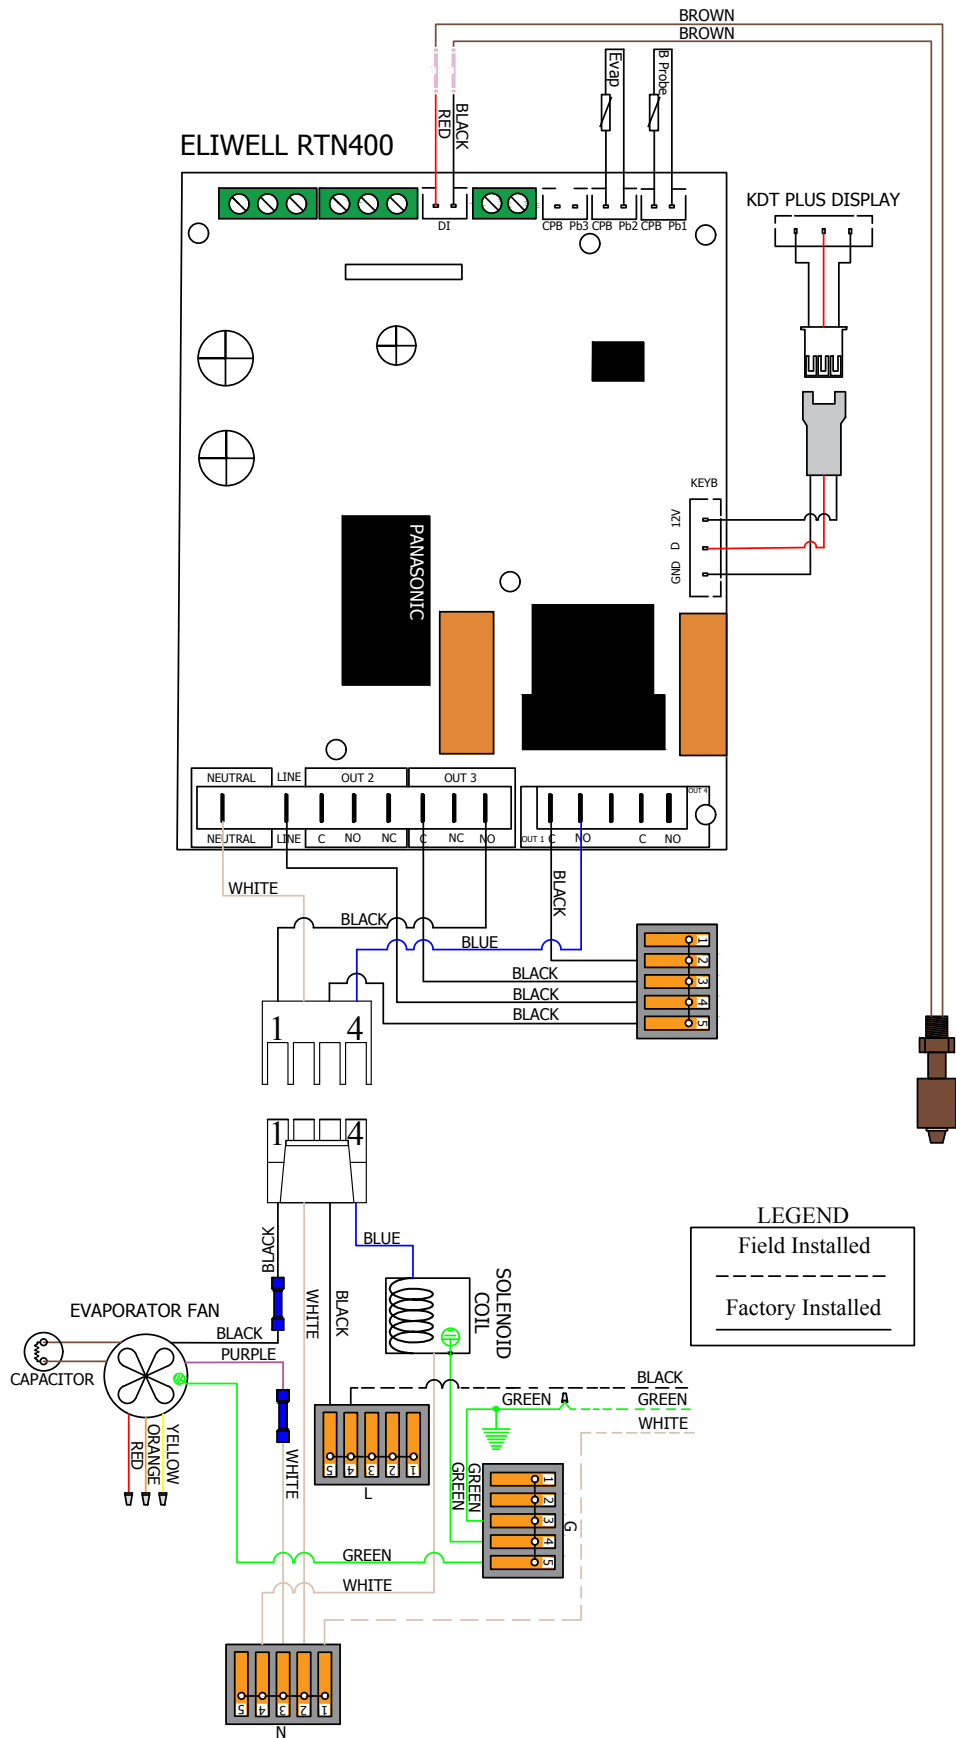 BROWN
BROWN
Evap
B Probe
RED
BLACK
ELIWELL RTN400
DI
CPB Pb3 CPB Pb2 CPB Pb1
KDT PLUS DISPLAY
KEYB
12V
D
GND
PANASONIC
NEUTRAL LINE OUT 2 OUT 3
OUT 4
NEUTRAL LINE C NO NC C NC NO
OUT 1 C NO C NO
WHITE
BLACK
BLACK
BLUE
BLACK
BLACK
BLACK
1
2
3
4
5
1 4
1 4
BLACK
WHITE
BLACK
BLUE
SOLENOID
COIL
LEGEND
Field Installed
Factory Installed
EVAPORATOR FAN
BLACK
PURPLE
CAPACITOR
RED
ORANGE
YELLOW
WHITE
BLACK
GREEN GREEN
WHITE
5 4 3 2 1
L
GREEN
GREEN
1
2
3
4
5
G
GREEN
WHITE
5 4 3 2 1
N